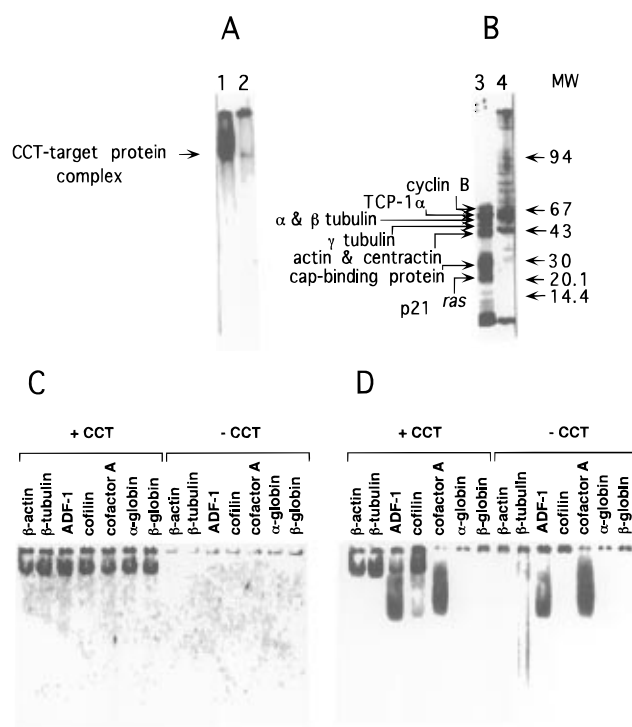 A
B
1 2
3 4 MW
CCT-target protein
complex
94
cyclin B
TCP-1α
67
α & β tubulin
43
γ tubulin
actin & centractin
30
cap-binding protein
20.1
p21 ras
14.4
C
D
+ CCT
- CCT
+ CCT
- CCT
β-actin
β-tubulin
ADF-1
cofilin
cofactor A
α-globin
β-globin
β-actin
β-tubulin
ADF-1
cofilin
cofactor A
α-globin
β-globin
β-actin
β-tubulin
ADF-1
cofilin
cofactor A
α-globin
β-globin
β-actin
β-tubulin
ADF-1
cofilin
cofactor A
α-globin
β-globin